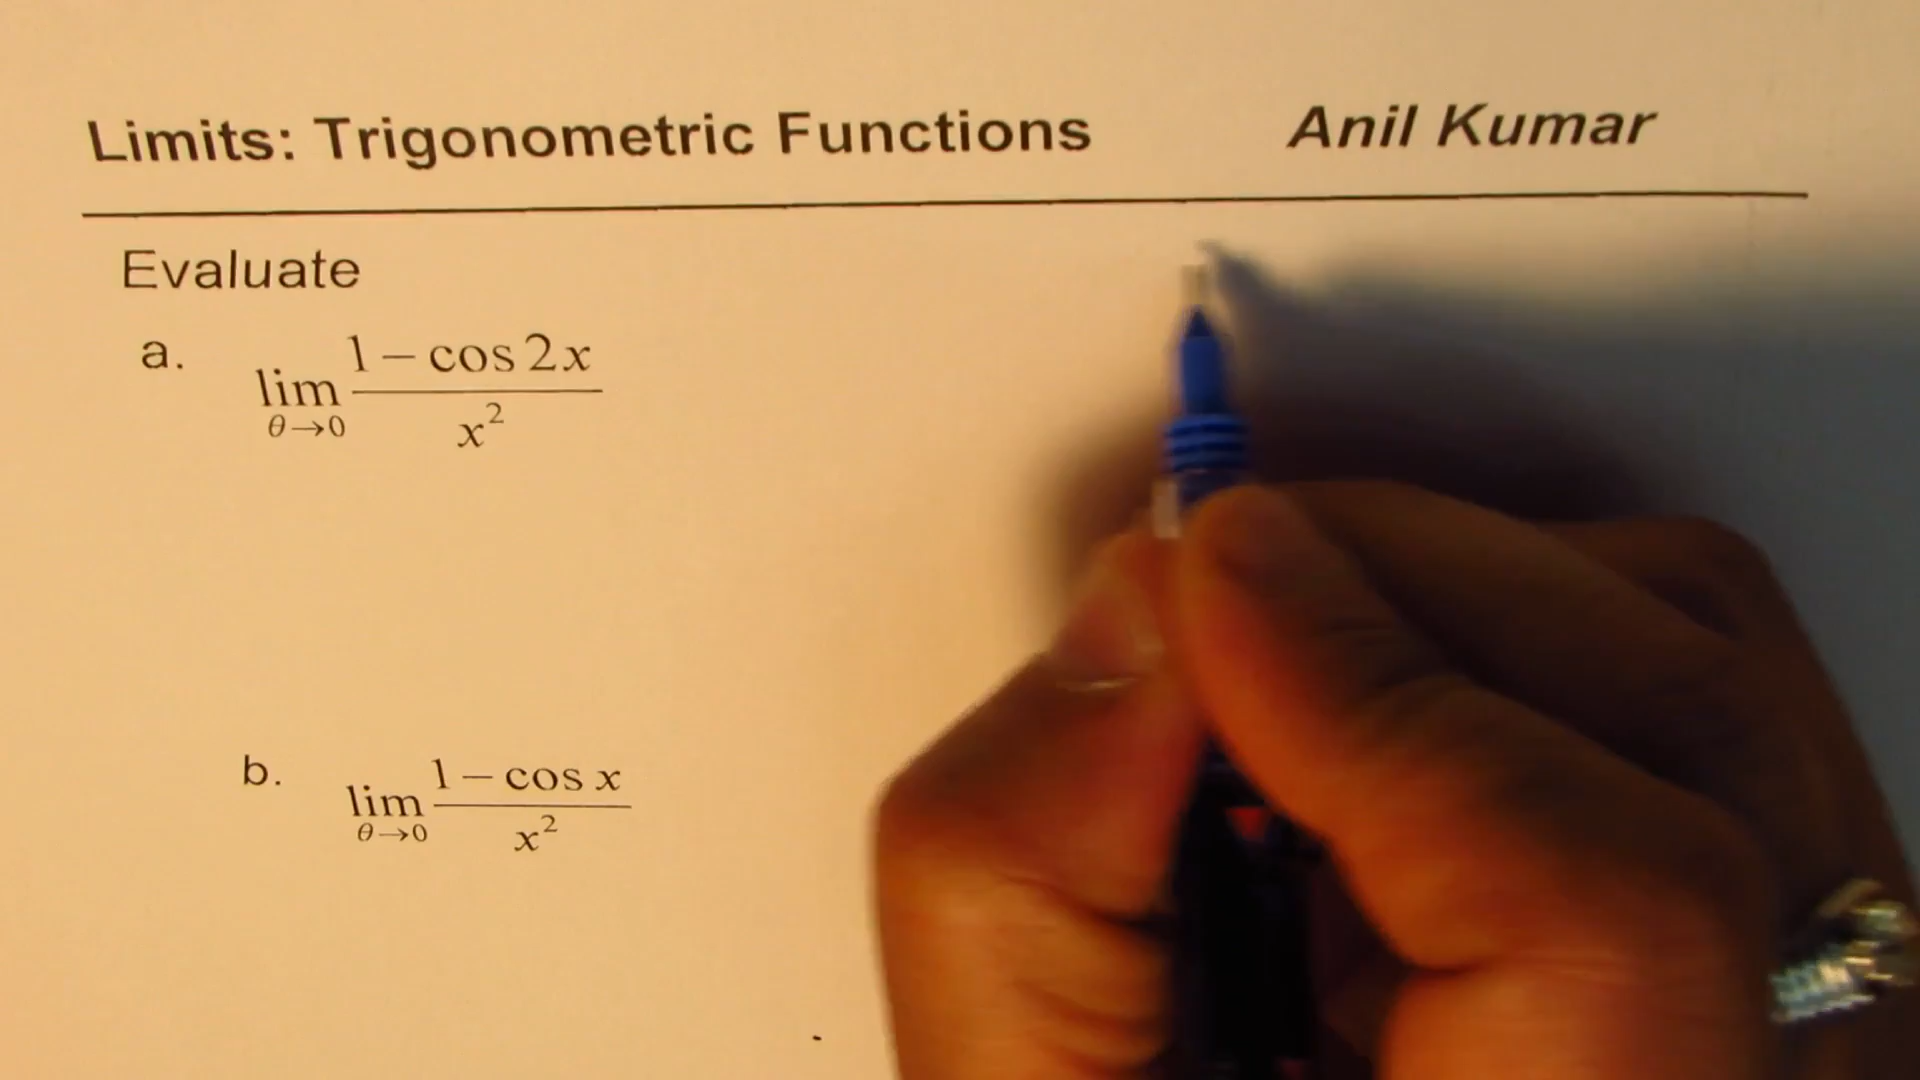 Limits: Trigonometric Functions Anil Kumar
Evaluate
a. lim θ→0 1 – cos 2x / x²
b. lim θ→0 1 – cos x / x²